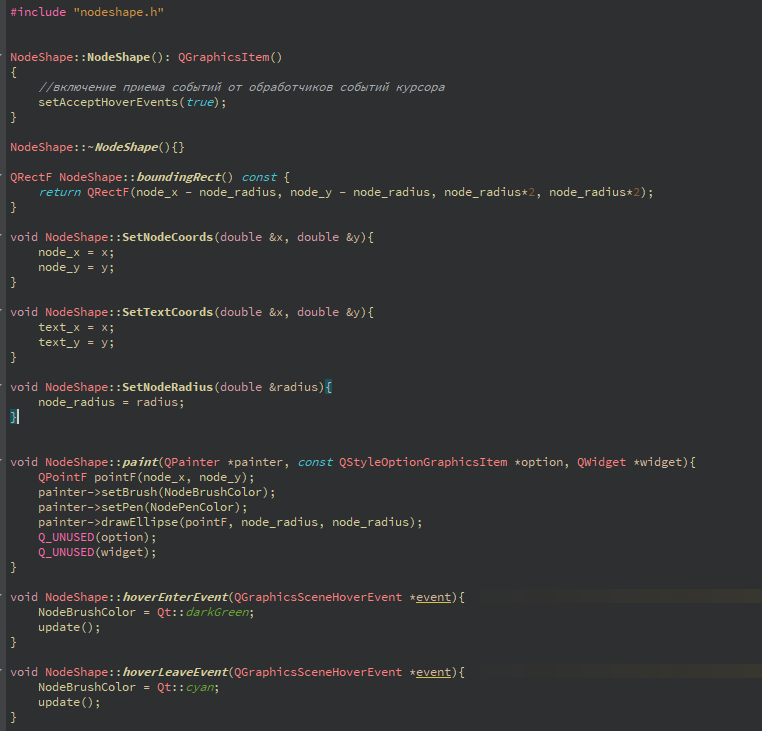 #include "nodeshape.h"
NodeShape::NodeShape(): QGraphicsItem()
{
//включение приема событий от обработчиков событий курсора
setAcceptHoverEvents(true);
}
NodeShape::~NodeShape(){}
QRectF NodeShape::boundingRect() const {
return QRectF(node_x - node_radius, node_y - node_radius, node_radius*2, node_radius*2);
}
void NodeShape::SetNodeCoords(double &x, double &y){
node_x = x;
node_y = y;
}
void NodeShape::SetTextCoords(double &x, double &y){
text_x = x;
text_y = y;
}
void NodeShape::SetNodeRadius(double &radius){
node_radius = radius;
}
void NodeShape::paint(QPainter *painter, const QStyleOptionGraphicsItem *option, QWidget *widget){
QPointF pointF(node_x, node_y);
painter->setBrush(NodeBrushColor);
painter->setPen(NodePenColor);
painter->drawEllipse(pointF, node_radius, node_radius);
Q_UNUSED(option);
Q_UNUSED(widget);
}
void NodeShape::hoverEnterEvent(QGraphicsSceneHoverEvent *event){
NodeBrushColor = Qt::darkGreen;
update();
}
void NodeShape::hoverLeaveEvent(QGraphicsSceneHoverEvent *event){
NodeBrushColor = Qt::cyan;
update();
}